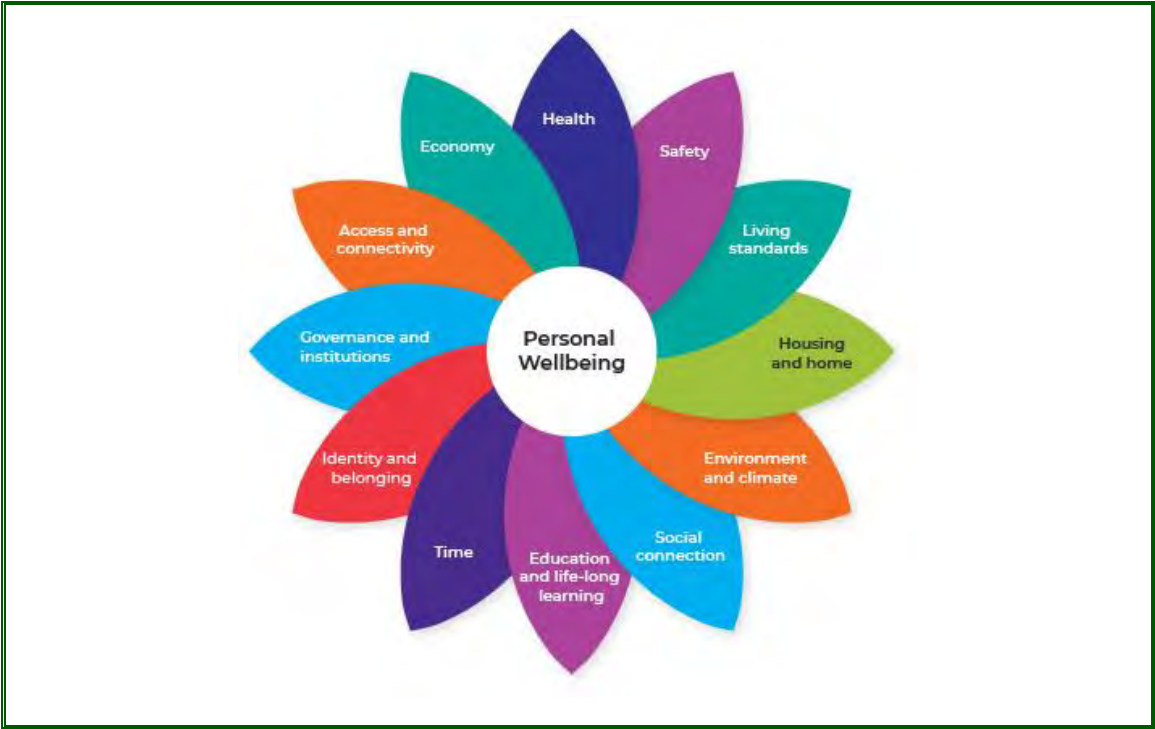 Health
Safety
Living
standards
Housing
and home
Environment
and climate
Social
connection
Education
and life-long
learning
Time
Identity and
belonging
Governance and
institutions
Access and
connectivity
Economy
Personal
Wellbeing